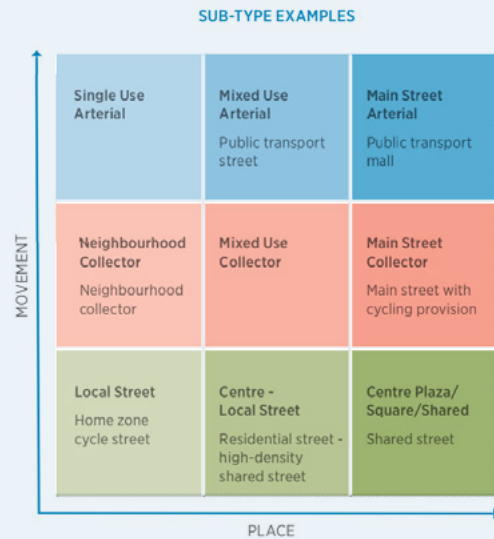 SUB-TYPE EXAMPLES
MOVEMENT
Single Use
Arterial
Mixed Use
Arterial
Public transport
street
Main Street
Arterial
Public transport
mall
Neighbourhood
Collector
Neighbourhood
collector
Mixed Use
Collector
Main Street
Collector
Main street with
cycling provision
Local Street
Home zone
cycle street
Centre -
Local Street
Residential street -
high-density
shared street
Centre Plaza/
Square/Shared
Shared street
PLACE